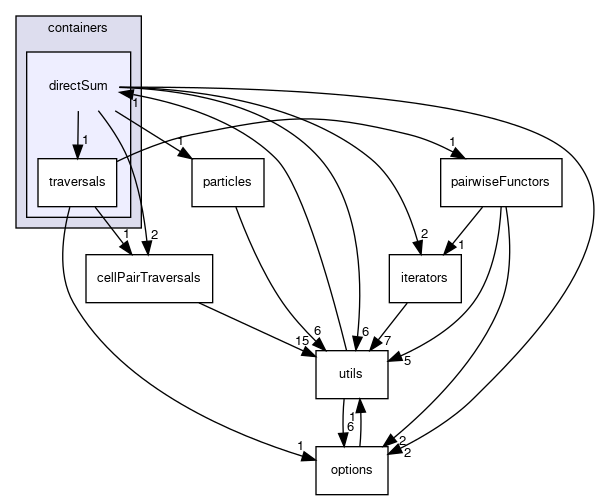 containers
directSum
1
1
1
1
traversals
particles
pairwiseFunctors
1
2
2
1
cellPairTraversals
iterators
15
6
6
7
5
utils
1
6
1
2
2
options